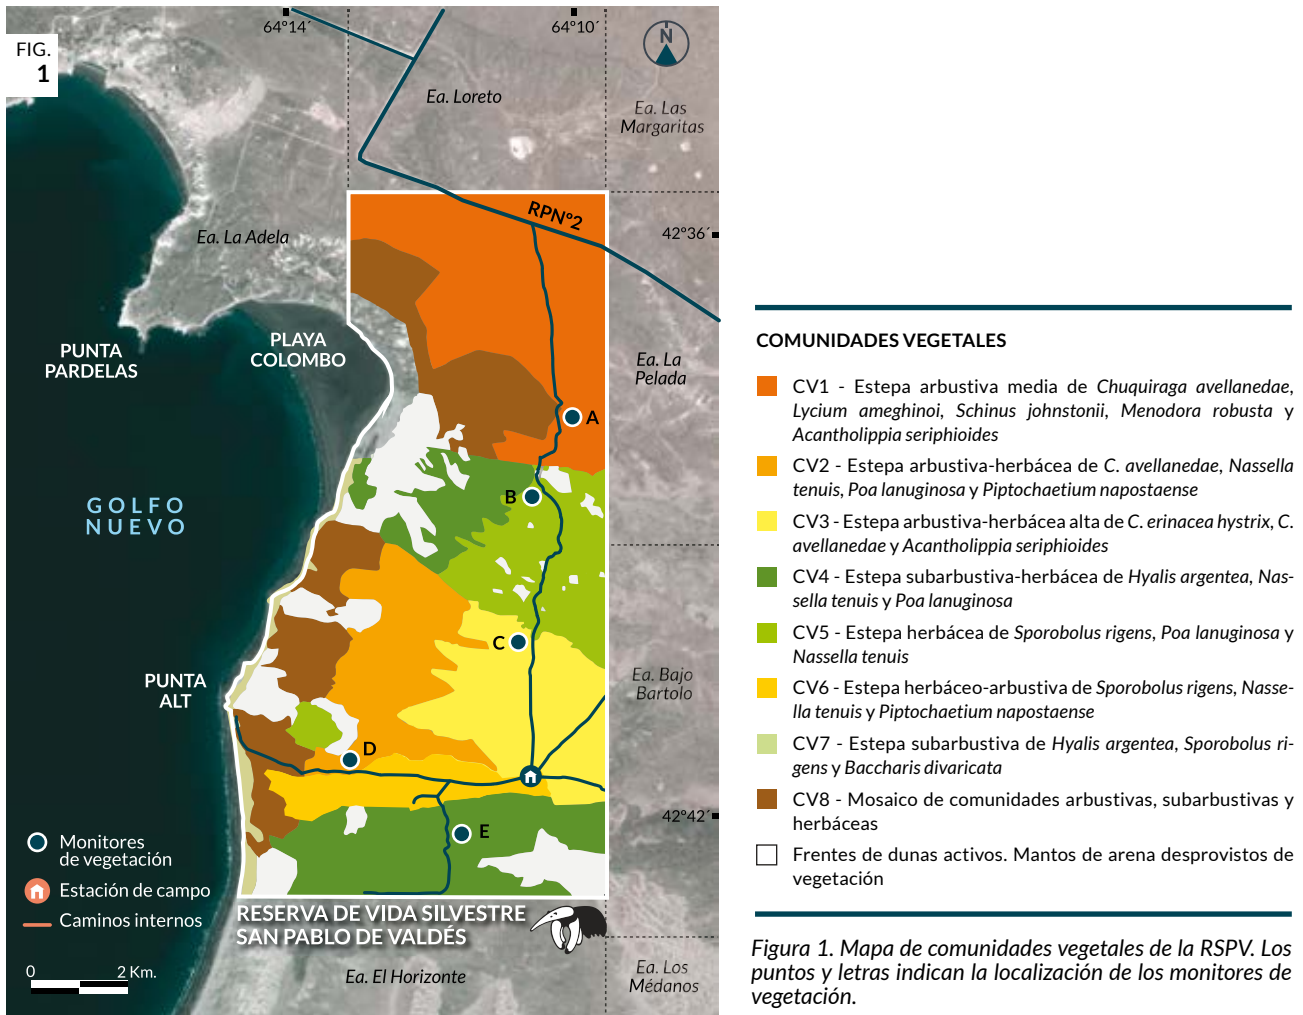 FIG.
1
64°14´
64°10´
N
Ea. Loreto
Ea. Las
Margaritas
RPN°2
Ea. La Adela
42°36´
PUNTA
PARDELAS
PLAYA
COLOMBO
Ea. La
Pelada
A
B
GOLFO
NUEVO
C
PUNTA
ALT
Ea. Bajo
Bartolo
D
42°42´
E
Monitores
de vegetación
Estación de campo
Caminos internos
0 2 Km.
RESERVA DE VIDA SILVESTRE
SAN PABLO DE VALDÉS
Ea. El Horizonte
Ea. Los
Médanos
COMUNIDADES VEGETALES
CV1 - Estepa arbustiva media de Chuquiraga avellanedae,
Lycium ameghinoi, Schinus johnstonii, Menodora robusta y
Acantholippia seriphioides
CV2 - Estepa arbustiva-herbácea de C. avellanedae, Nassella
tenuis, Poa lanuginosa y Piptochaetium napostaense
CV3 - Estepa arbustiva-herbácea alta de C. erinacea hystrix, C.
avellanedae y Acantholippia seriphioides
CV4 - Estepa subarbustiva-herbácea de Hyalis argentea, Nas-
sella tenuis y Poa lanuginosa
CV5 - Estepa herbácea de Sporobolus rigens, Poa lanuginosa y
Nassella tenuis
CV6 - Estepa herbáceo-arbustiva de Sporobolus rigens, Nasse-
lla tenuis y Piptochaetium napostaense
CV7 - Estepa subarbustiva de Hyalis argentea, Sporobolus ri-
gens y Baccharis divaricata
CV8 - Mosaico de comunidades arbustivas, subarbustivas y
herbáceas
Frentes de dunas activos. Mantos de arena desprovistos de
vegetación
Figura 1. Mapa de comunidades vegetales de la RSPV. Los
puntos y letras indican la localización de los monitores de
vegetación.